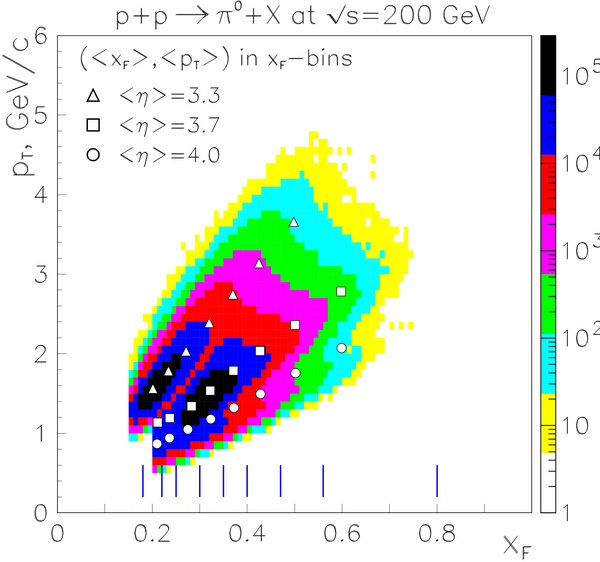 p+p → π⁰+X at √s=200 GeV
(<x_F>,<p_T>) in x_F-bins
<η>=3.3
<η>=3.7
<η>=4.0
p_T, GeV/c
6
5
4
3
2
1
0
0 0.2 0.4 0.6 0.8
x_F
10⁵
10⁴
10³
10²
10
1